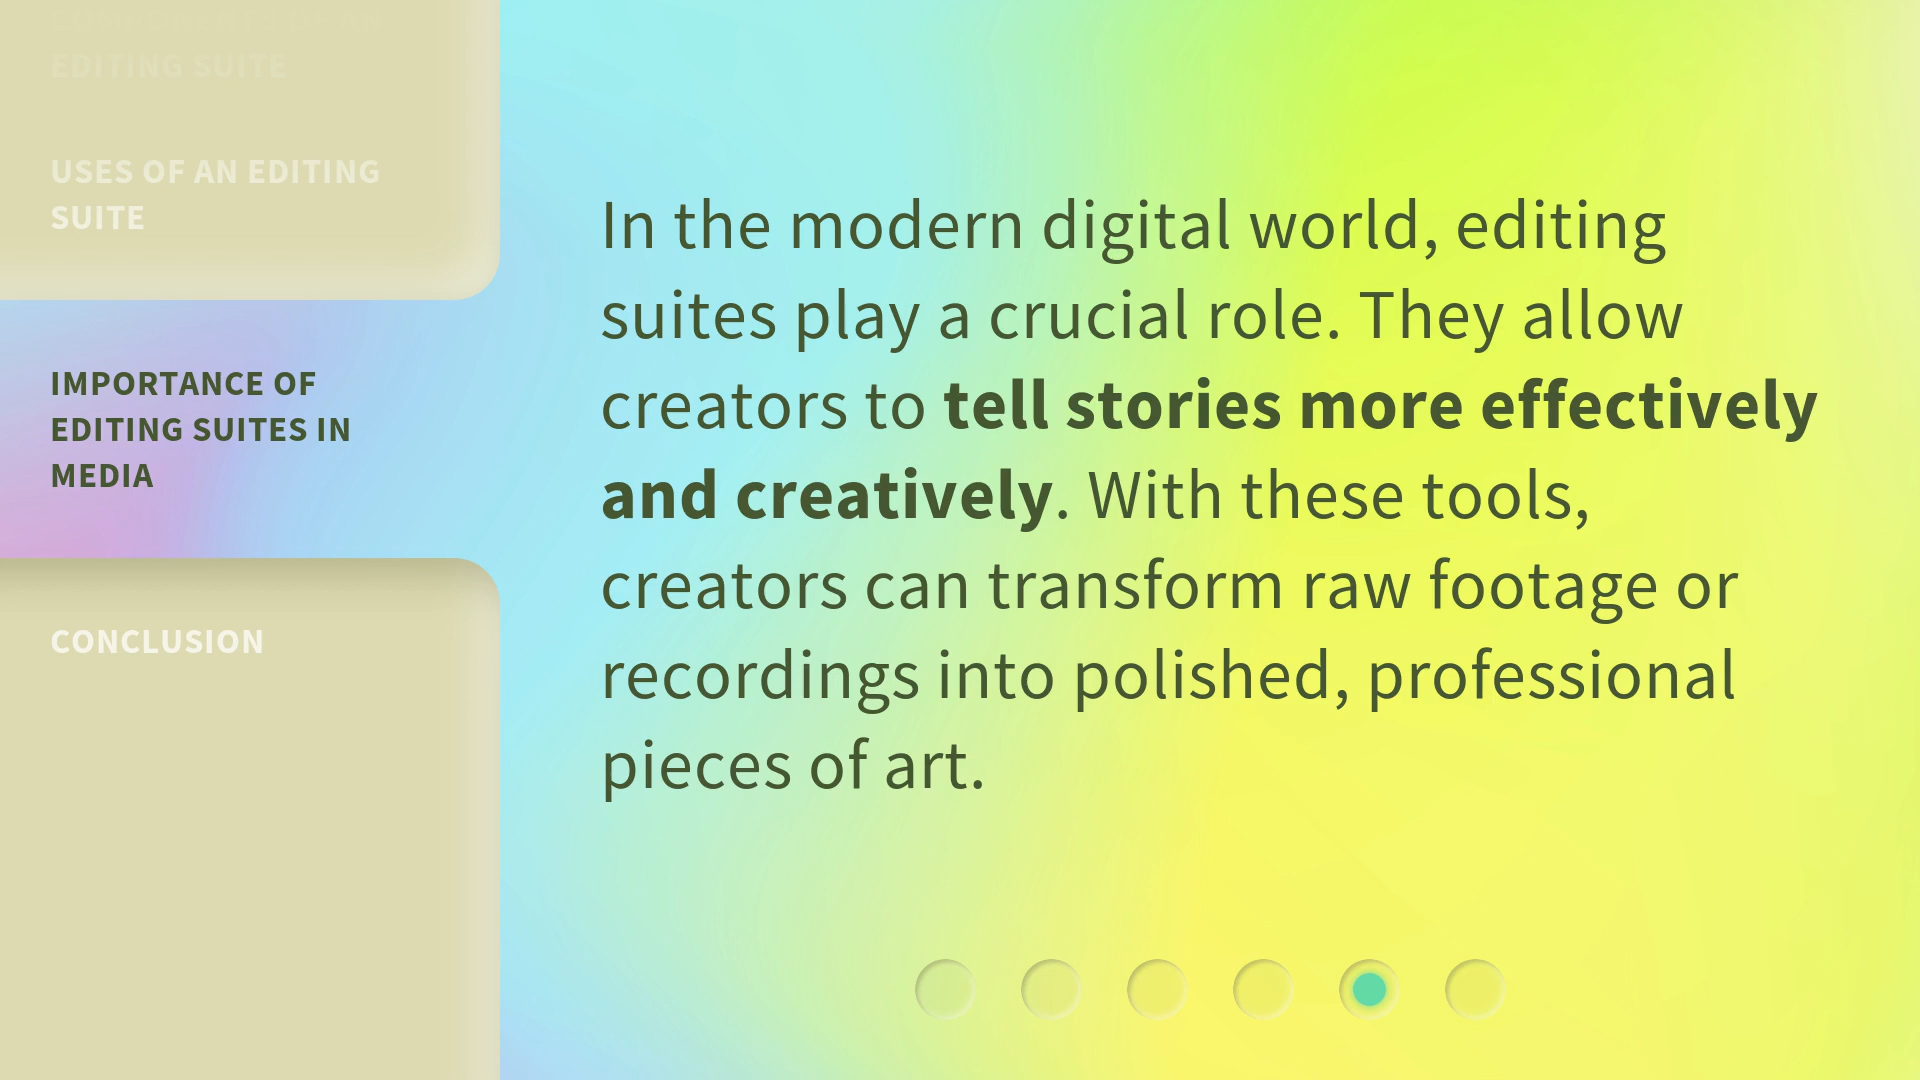 EDITING SUITE
USES OF AN EDITING
SUITE
IMPORTANCE OF
EDITING SUITES IN
MEDIA
CONCLUSION
In the modern digital world, editing
suites play a crucial role. They allow
creators to tell stories more effectively
and creatively. With these tools,
creators can transform raw footage or
recordings into polished, professional
pieces of art.